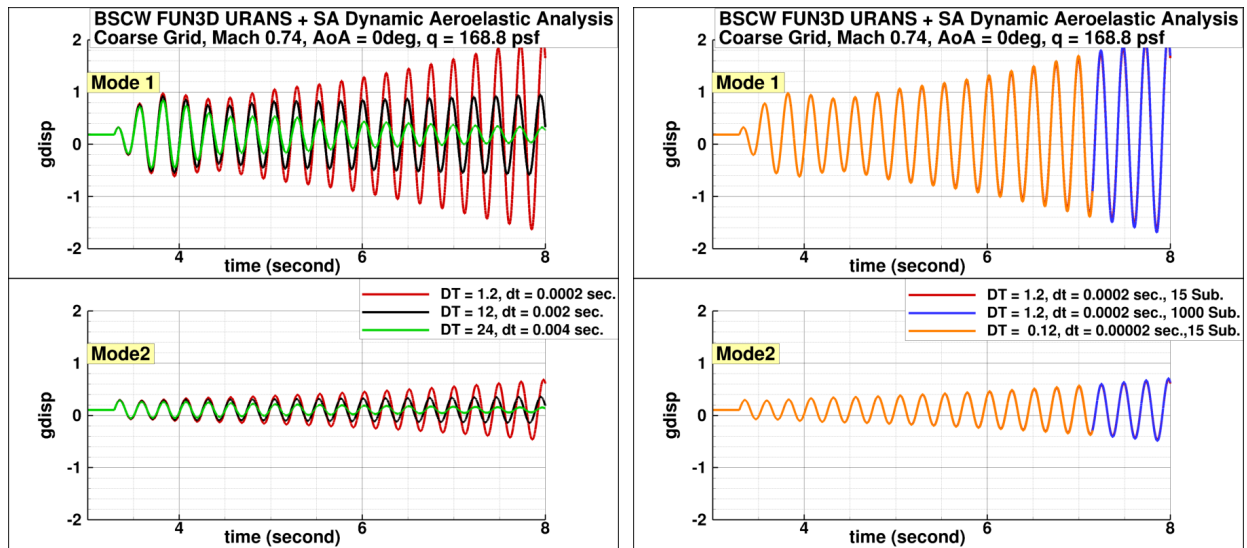 BSCW FUN3D URANS + SA Dynamic Aeroelastic Analysis
Coarse Grid, Mach 0.74, AoA = 0deg, q = 168.8 psf
Mode 1
gdisp
2
1
0
-1
-2
4
6
8
time (second)
DT = 1.2, dt = 0.0002 sec.
DT = 12, dt = 0.002 sec.
DT = 24, dt = 0.004 sec.
Mode2
gdisp
2
1
0
1
-2
4
6
8
time (second)
BSCW FUN3D URANS + SA Dynamic Aeroelastic Analysis
Coarse Grid, Mach 0.74, AoA = 0deg, q = 168.8 psf
Mode 1
gdisp
2
1
0
-1
-2
4
6
8
time (second)
DT = 1.2, dt = 0.0002 sec., 15 Sub.
DT = 1.2, dt = 0.0002 sec., 1000 Sub.
DT = 0.12, dt = 0.00002 sec.,15 Sub.
Mode2
gdisp
2
1
0
1
-2
4
6
8
time (second)